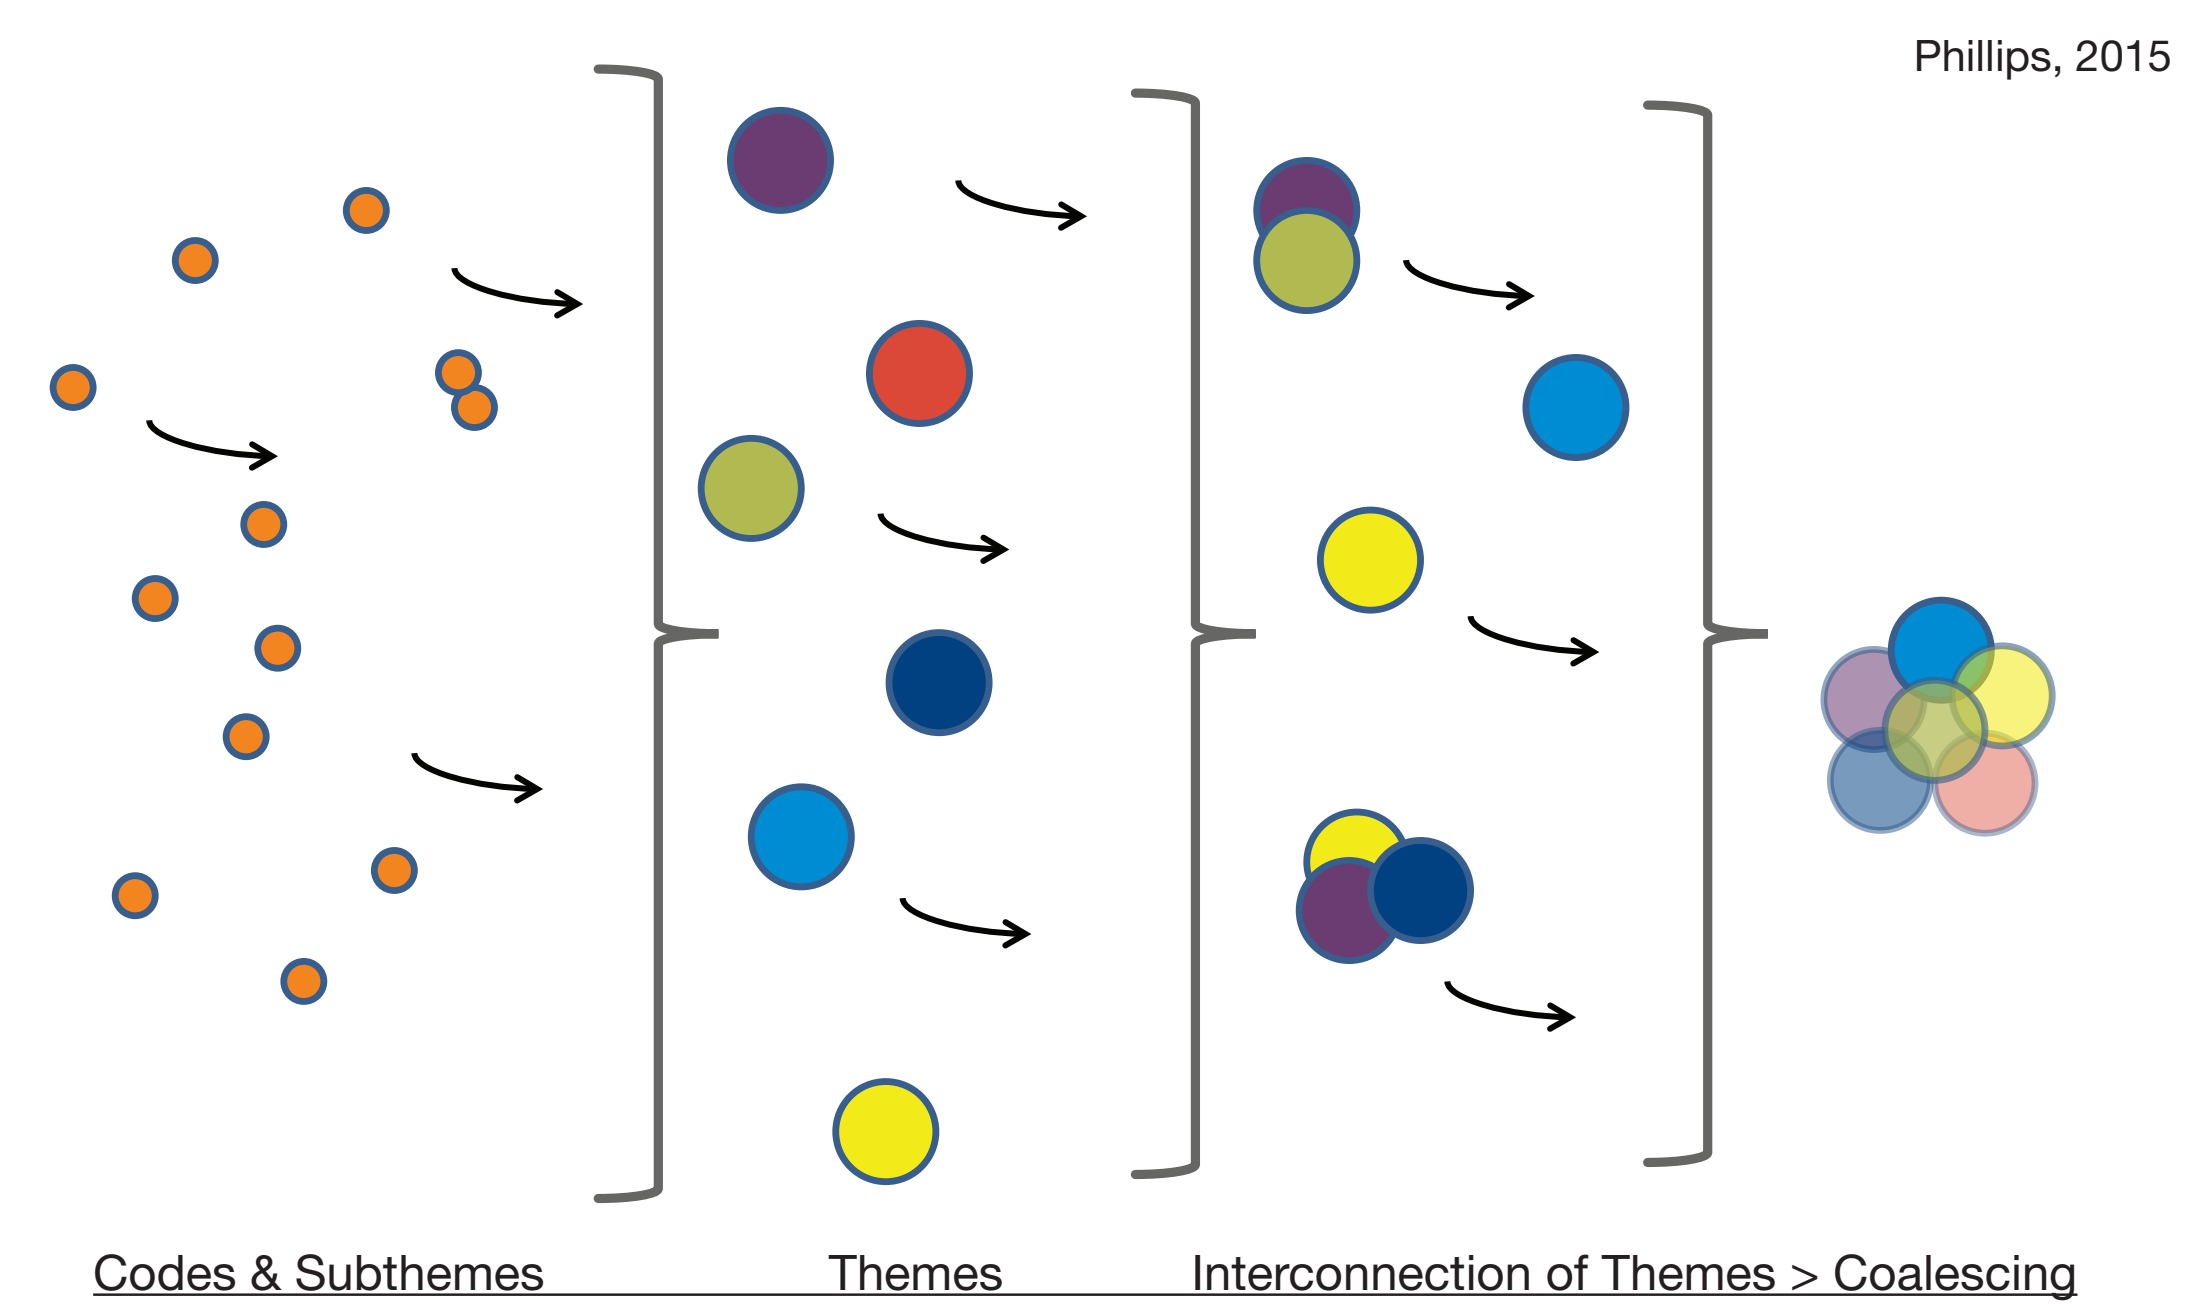 Phillips, 2015
Codes & Subthemes Themes Interconnection of Themes > Coalescing